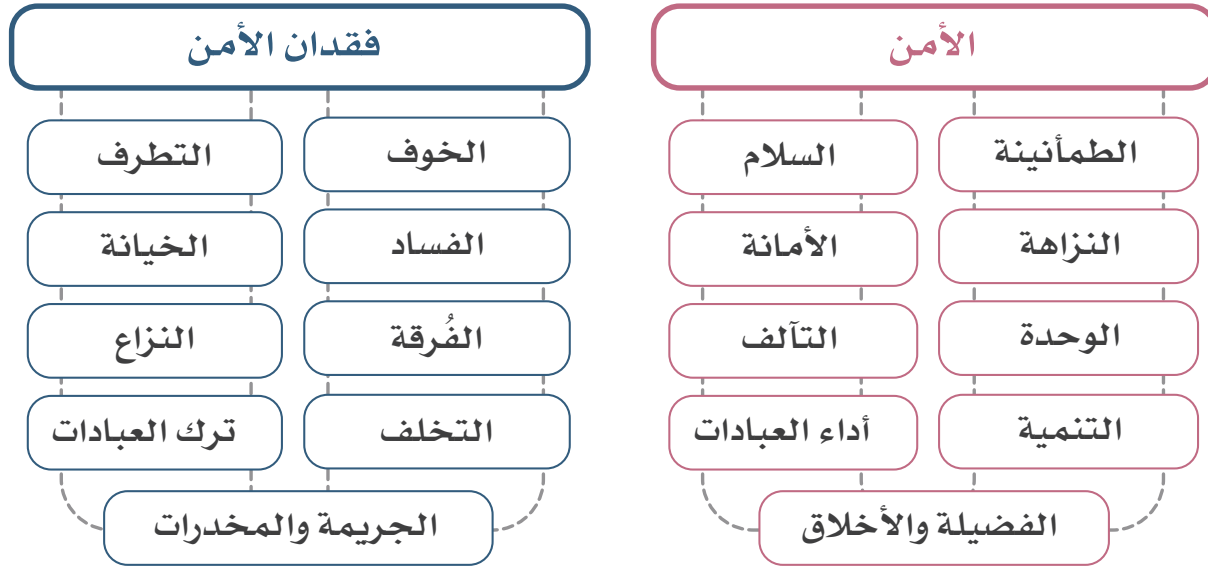 الأمن
الطمأنينة
السلام
النزاهة
الأمانة
الوحدة
التآلف
التنمية
أداء العبادات
الفضيلة والأخلاق
فقدان الأمن
الخوف
التطرف
الفساد
الخيانة
الفُرقة
النزاع
التخلف
ترك العبادات
الجريمة والمخدرات